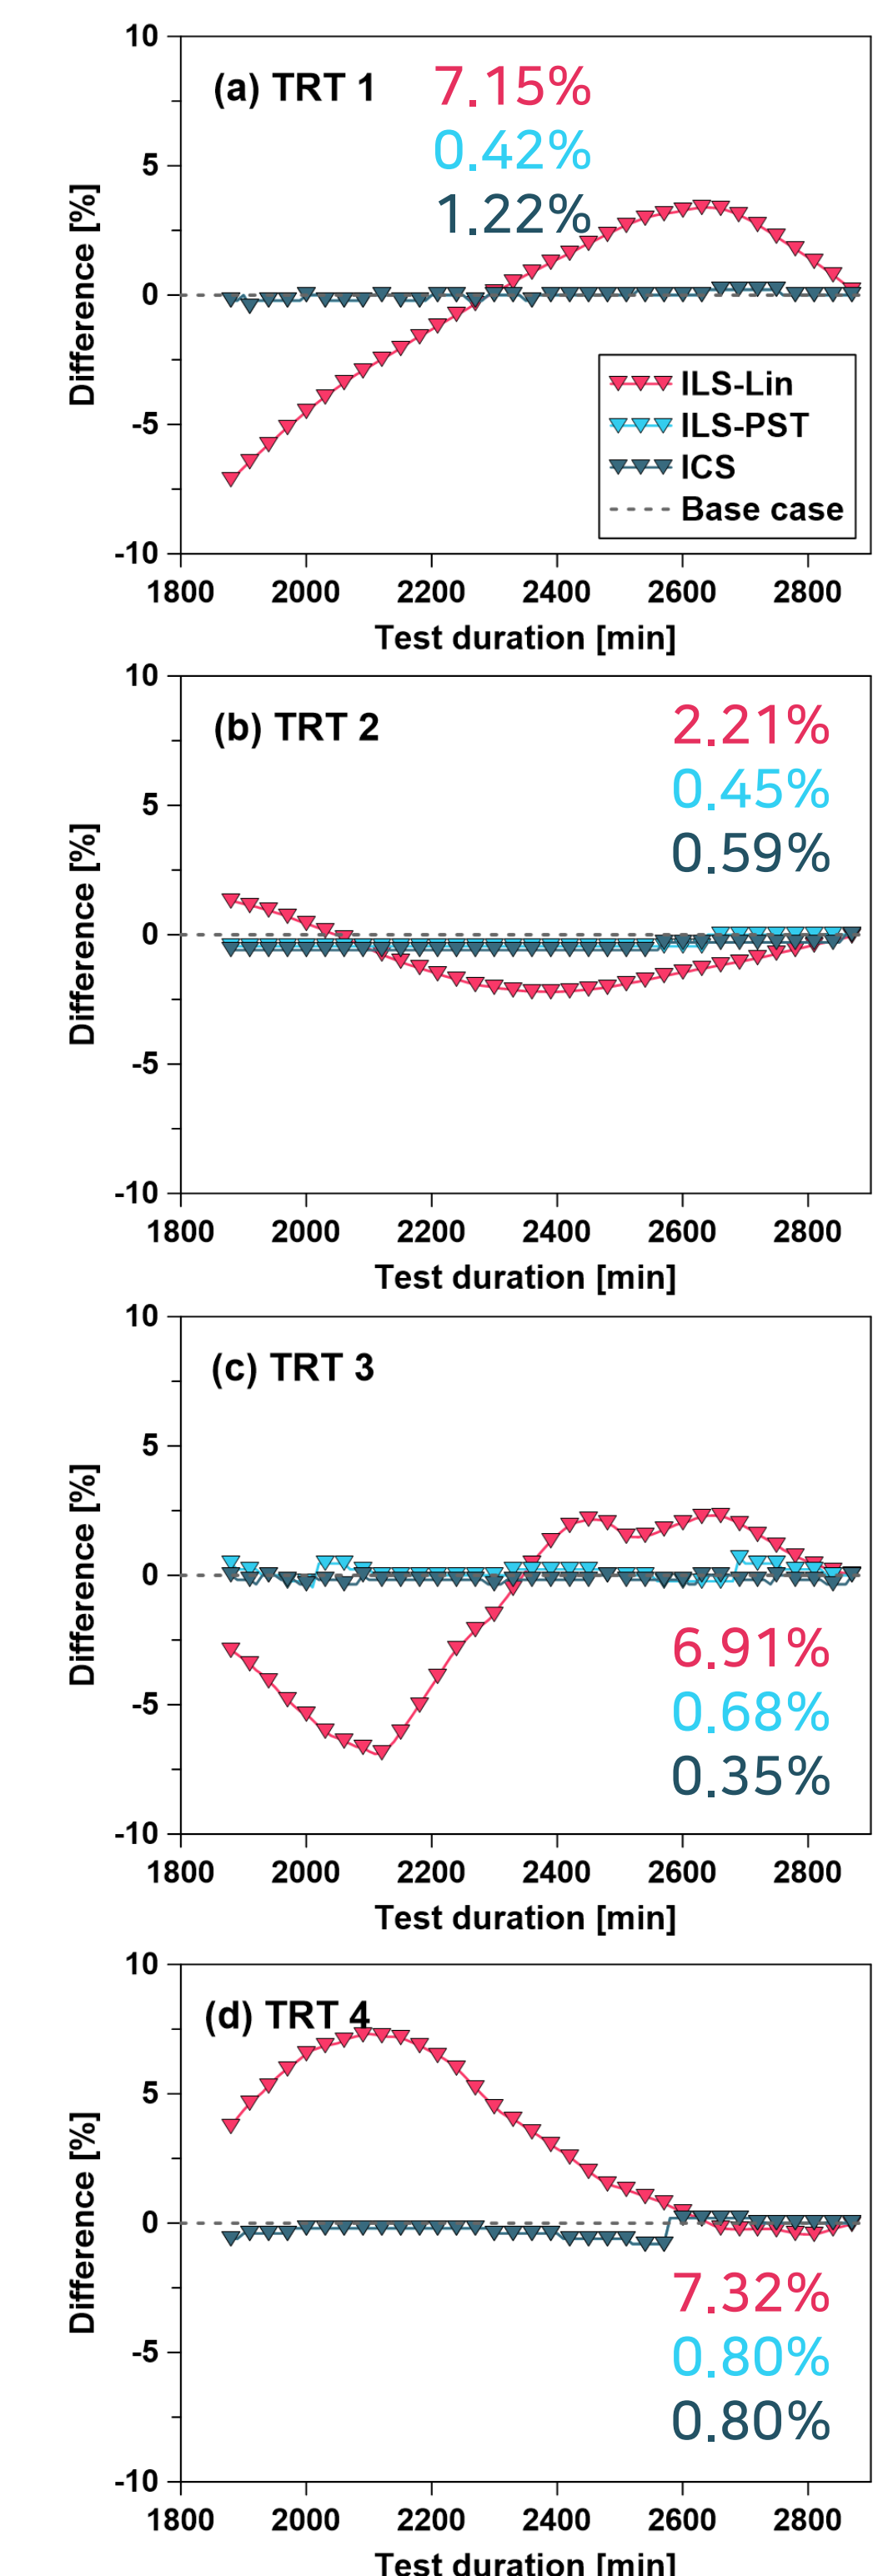 10
(a) TRT 1
7.15%
0.42%
1.22%
5
0
-5
-10
Difference [%]
ILS-Lin
ILS-PST
ICS
Base case
1800 2000 2200 2400 2600 2800
Test duration [min]
10
(b) TRT 2
2.21%
0.45%
0.59%
5
0
-5
-10
Difference [%]
1800 2000 2200 2400 2600 2800
Test duration [min]
10
(c) TRT 3
5
0
-5
-10
Difference [%]
6.91%
0.68%
0.35%
1800 2000 2200 2400 2600 2800
Test duration [min]
10
(d) TRT 4
5
0
-5
-10
Difference [%]
7.32%
0.80%
0.80%
1800 2000 2200 2400 2600 2800
Test duration [min]